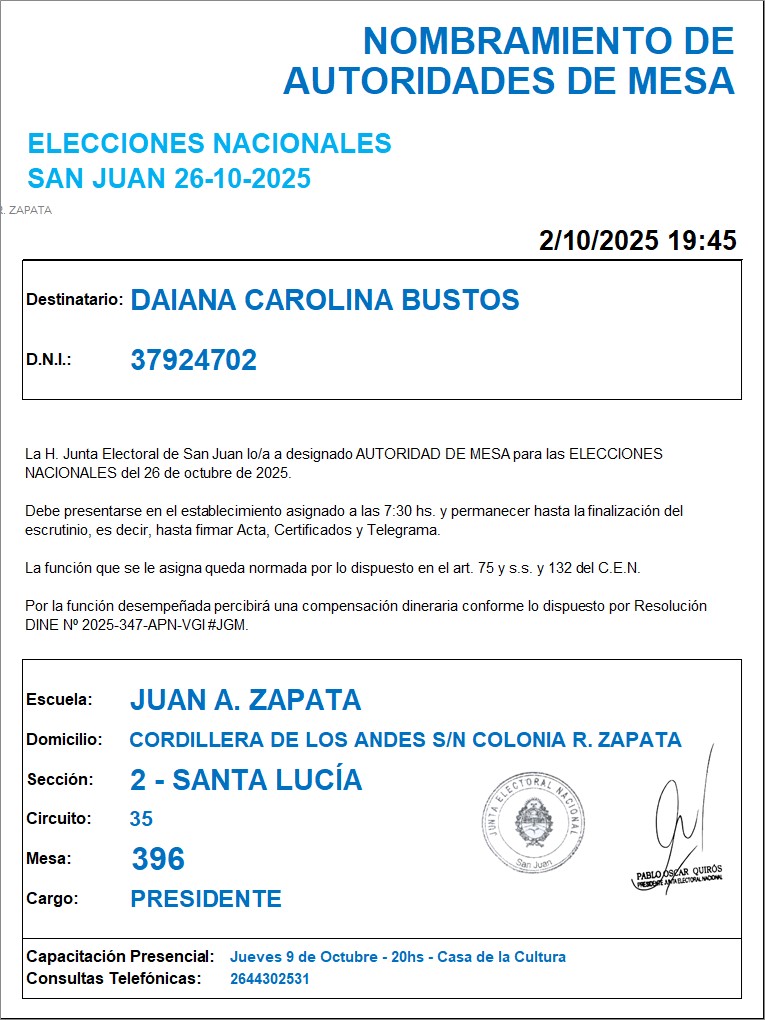 NOMBRAMIENTO DE
AUTORIDADES DE MESA
ELECCIONES NACIONALES
SAN JUAN 26-10-2025
R. ZAPATA
2/10/2025 19:45
Destinatario: DAIANA CAROLINA BUSTOS
D.N.I.: 37924702
La H. Junta Electoral de San Juan lo/a a designado AUTORIDAD DE MESA para las ELECCIONES
NACIONALES del 26 de octubre de 2025.
Debe presentarse en el establecimiento asignado a las 7:30 hs. y permanecer hasta la finalización del
escrutinio, es decir, hasta firmar Acta, Certificados y Telegrama.
La función que se le asigna queda normada por lo dispuesto en el art. 75 y s.s. y 132 del C.E.N.
Por la función desempeñada percibirá una compensación dineraria conforme lo dispuesto por Resolución
DINE Nº 2025-347-APN-VGI#JGM.
Escuela: JUAN A. ZAPATA
Domicilio: CORDILLERA DE LOS ANDES S/N COLONIA R. ZAPATA
Sección: 2 - SANTA LUCÍA
Circuito: 35
Mesa: 396
Cargo: PRESIDENTE
JUNTA ELECTORAL NACIONAL
San Juan
PABLO OSCAR QUIRÓS
PRESIDENTE JUNTA ELECTORAL NACIONAL
Capacitación Presencial: Jueves 9 de Octubre - 20hs - Casa de la Cultura
Consultas Telefónicas: 2644302531